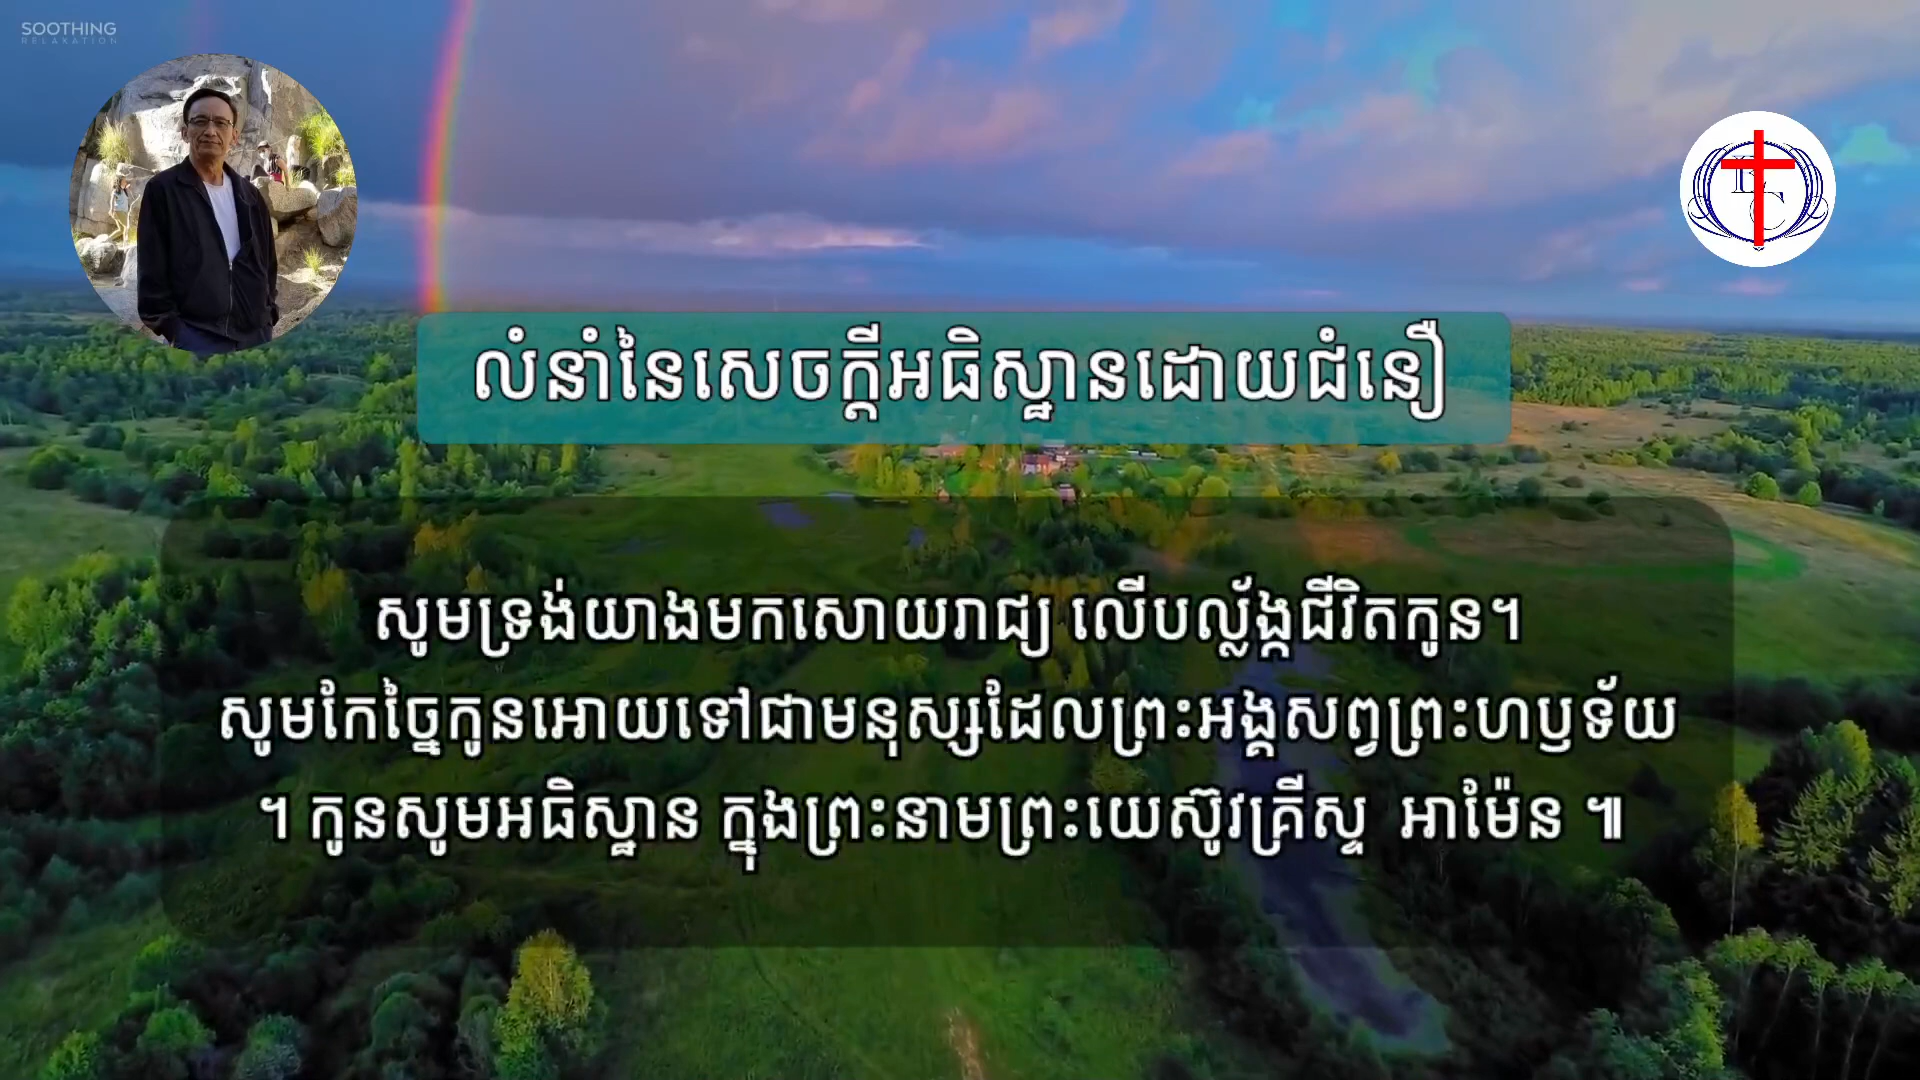 SOOTHING
RELAXATION
លំនាំនៃសេចក្តីអធិស្ឋានដោយជំនឿ
សូមទ្រង់យាងមកសោយរាជ្យ លើបល្ល័ង្កជីវិតកូន។
សូមកែច្នៃកូនអោយទៅជាមនុស្សដែលព្រះអង្គសព្វព្រះហឫទ័យ
។ កូនសូមអធិស្ឋាន ក្នុងព្រះនាមព្រះយេស៊ូវគ្រីស្ទ  អាម៉ែន ៕